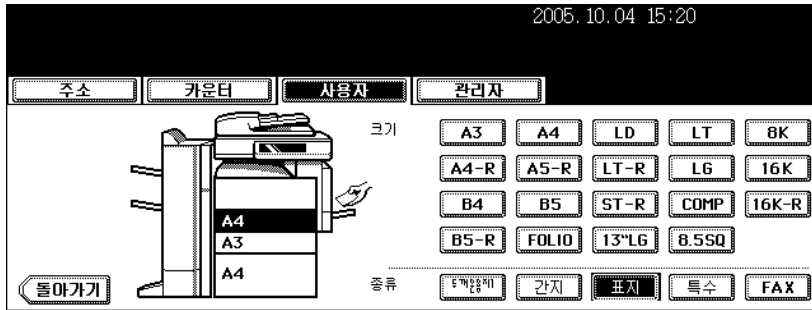 2005.10.04 15:20
주소 카운터 사용자 관리자
크기 A3 A4 LD LT 8K
A4-R A5-R LT-R LG 16K
B4 B5 ST-R COMP 16K-R
B5-R FOLIO 13"LG 8.5SQ
A4
A3
A4
종류 간지 표지 특수 FAX
돌아가기